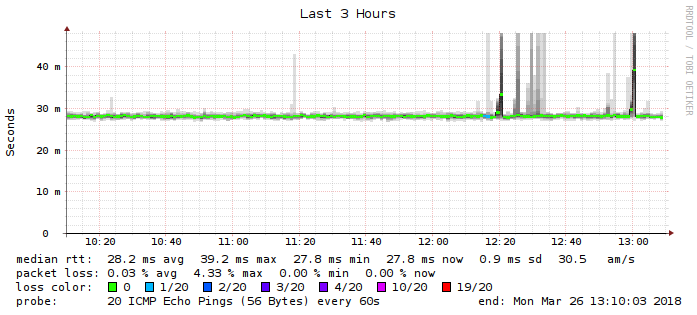 Last 3 Hours
RRDTOOL / TOBI OETIKER
Seconds
40 m
30 m
20 m
10 m
0
10:20 10:40 11:00 11:20 11:40 12:00 12:20 12:40 13:00
median rtt: 28.2 ms avg 39.2 ms max 27.8 ms min 27.8 ms now 0.9 ms sd 30.5 am/s
packet loss: 0.03 % avg 4.33 % max 0.00 % min 0.00 % now
loss color: 0 1/20 2/20 3/20 4/20 10/20 19/20
probe: 20 ICMP Echo Pings (56 Bytes) every 60s end: Mon Mar 26 13:10:03 2018